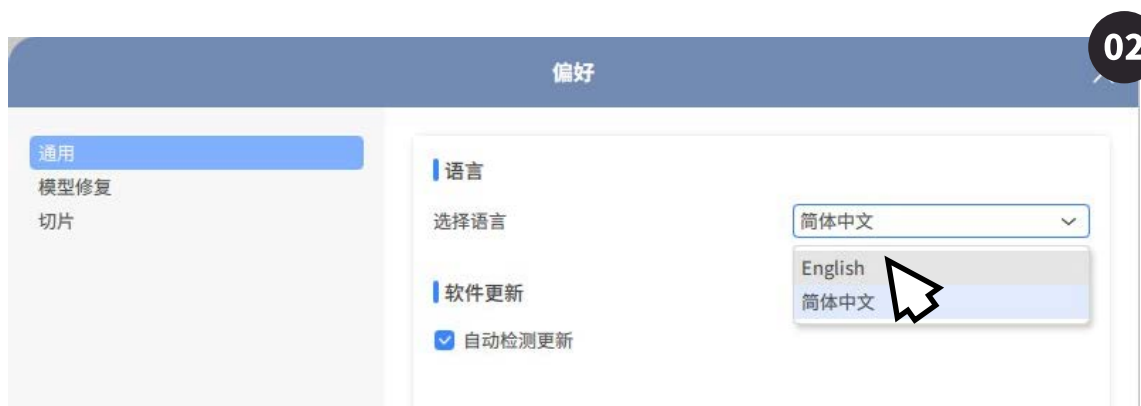 02
偏好
通用
模型修复
切片
语言
选择语言
简体中文
English
简体中文
软件更新
自动检测更新